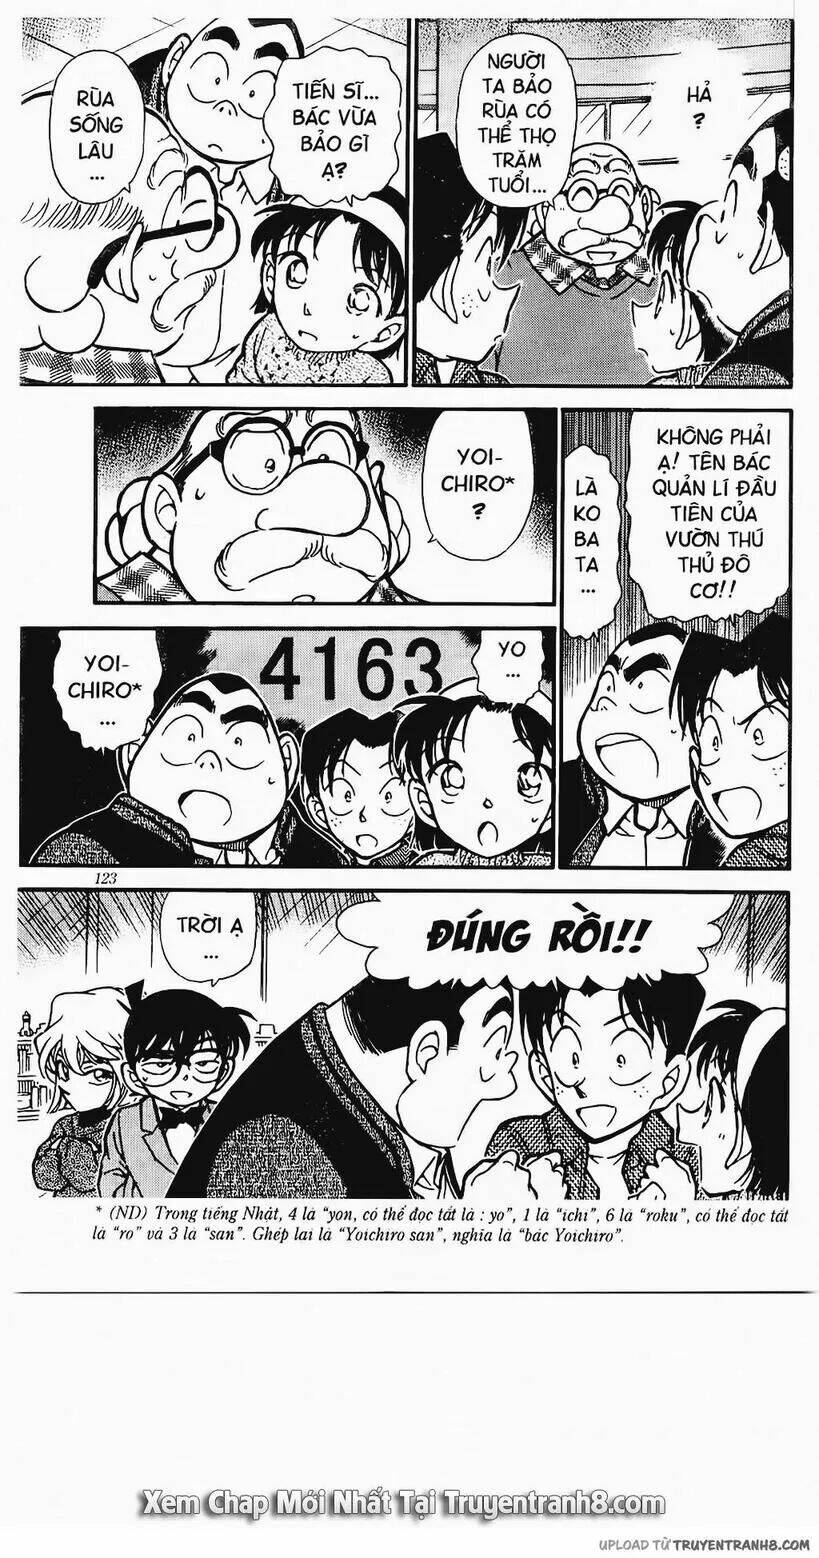 RÙA
SỐNG
LÂU
...
TIẾN SĨ...
BÁC VỪA
BẢO GÌ
Ạ?
NGƯỜI
TA BẢO
RÙA CÓ
THỂ THỌ
TRĂM
TUỔI...
HẢ
?
YOI-
CHIRO*
?
LÀ
KO
BA
TA
...
KHÔNG PHẢI
Ạ! TÊN BÁC
QUẢN LÍ ĐẦU
TIÊN CỦA
VƯỜN THÚ
THỦ ĐÔ
CƠ!!
YOI-
CHIRO*
...
4163
YO
...
123
TRỜI Ạ
...
ĐÚNG RỒI!!
* (ND) Trong tiếng Nhật, 4 là “yon, có thể đọc tắt là : yo”, 1 là “ichi”, 6 là “roku”, có thể đọc tắt
là “ro” và 3 là “san”. Ghép lại là “Yoichiro san”, nghĩa là “bác Yoichiro”.
Xem Chap Mới Nhất Tại Truyentranh8.com
UPLOAD TỪ TRUYENTRANH8.COM